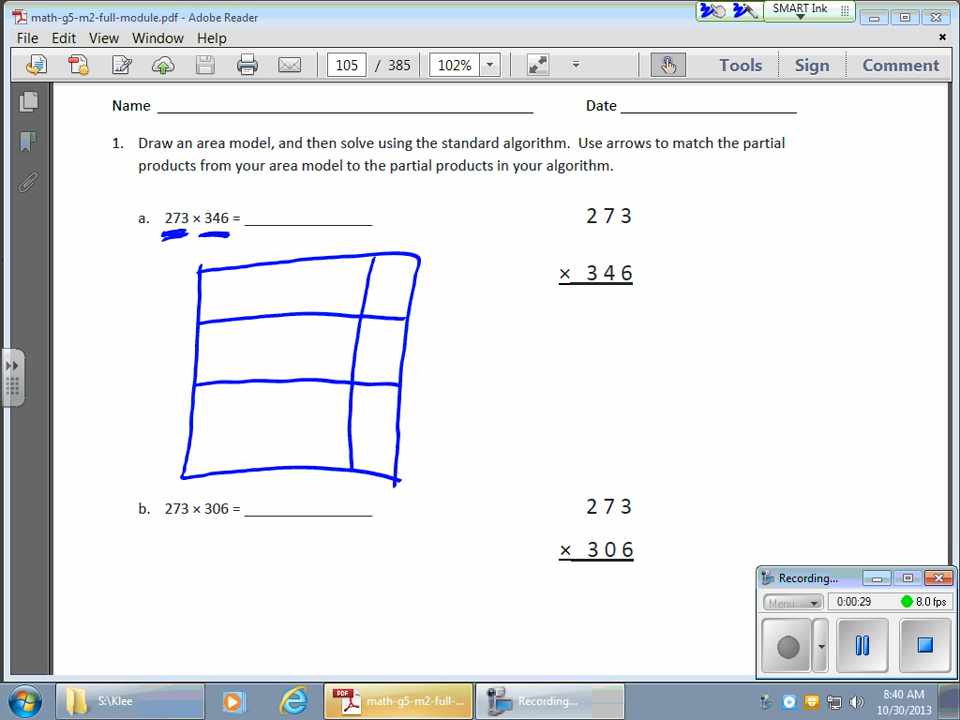 math-g5-m2-full-module.pdf - Adobe Reader
SMART Ink
File Edit View Window Help
105 / 385 102% Tools Sign Comment
Name Date
1. Draw an area model, and then solve using the standard algorithm. Use arrows to match the partial
products from your area model to the partial products in your algorithm.
a. 273 × 346 =
2 7 3
× 3 4 6
b. 273 × 306 =
2 7 3
× 3 0 6
Recording...
Menu 0:00:29 8.0 fps
S:\Klee math-g5-m2-full-... Recording...
8:40 AM
10/30/2013